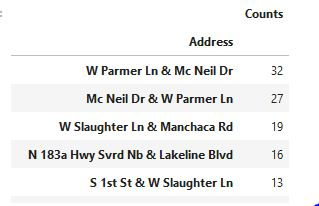 Counts
Address
W Parmer Ln & Mc Neil Dr 32
Mc Neil Dr & W Parmer Ln 27
W Slaughter Ln & Manchaca Rd 19
N 183a Hwy Svrd Nb & Lakeline Blvd 16
S 1st St & W Slaughter Ln 13